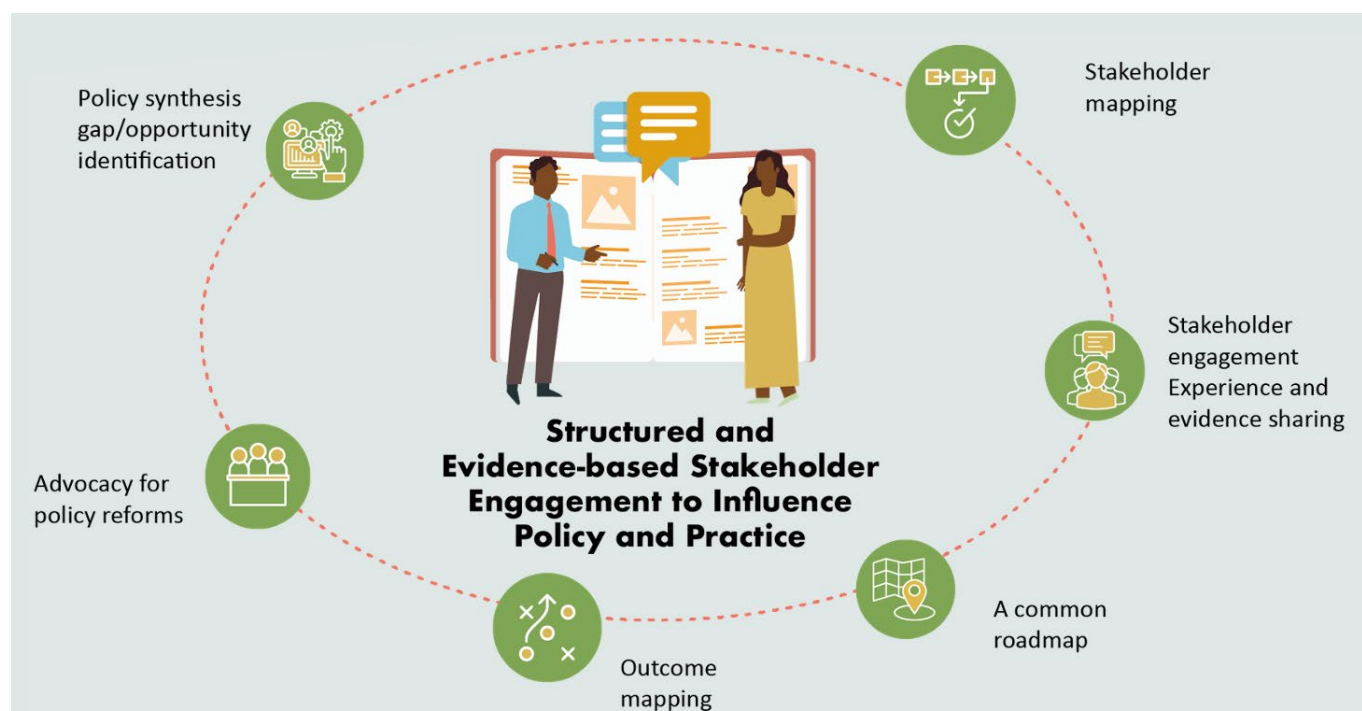 Policy synthesis
gap/opportunity
identification
Stakeholder
mapping
Stakeholder
engagement
Experience and
evidence sharing
A common
roadmap
Outcome
mapping
Advocacy for
policy reforms
Structured and
Evidence-based Stakeholder
Engagement to Influence
Policy and Practice